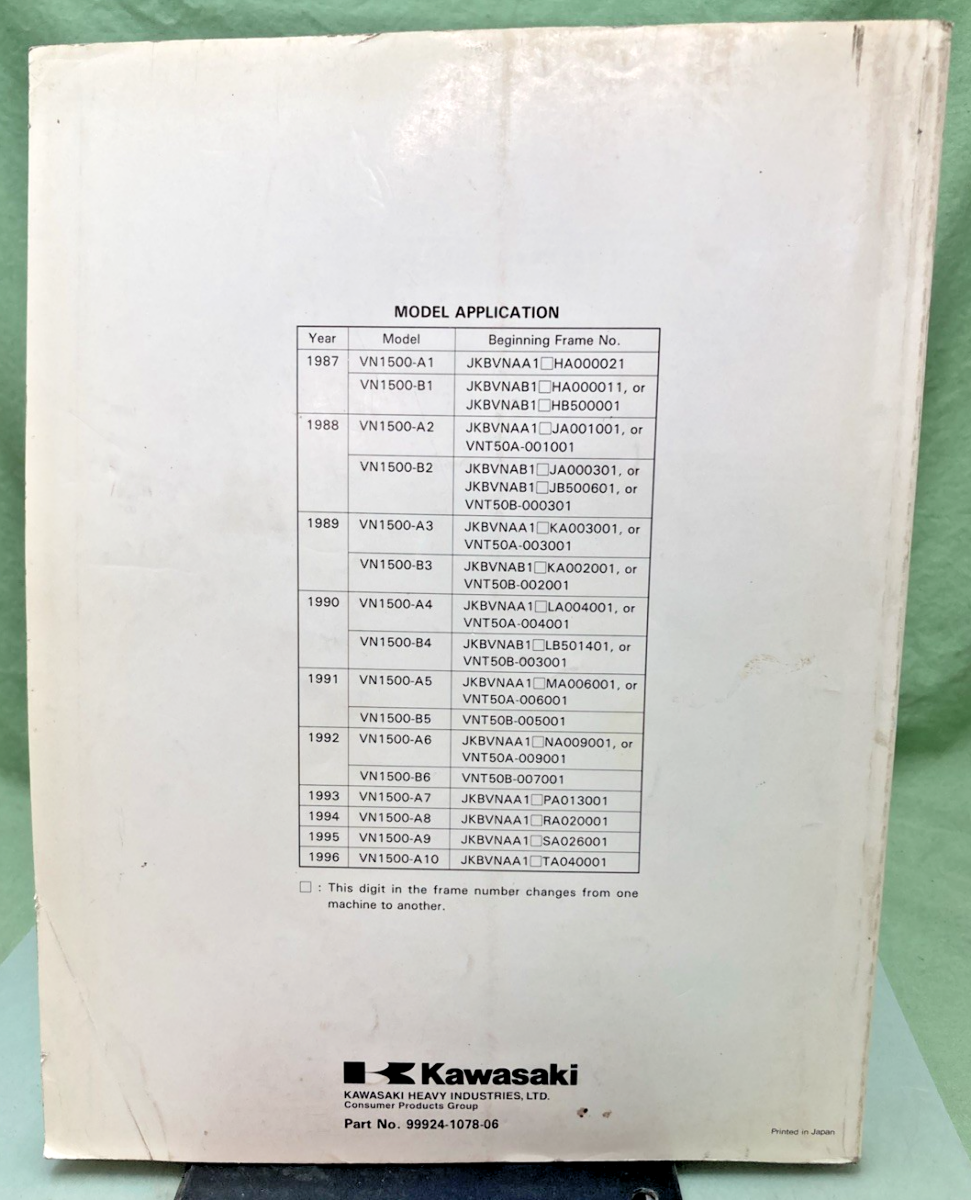 MODEL APPLICATION
Year Model Beginning Frame No.
1987 VN1500-A1 JKBVNAA1□HA000021
VN1500-B1 JKBVNAB1□HA000011, or
JKBVNAB1□HB500001
1988 VN1500-A2 JKBVNAA1□JA001001, or
VNT50A-001001
VN1500-B2 JKBVNAB1□JA000301, or
JKBVNAB1□JB500601, or
VNT50B-000301
1989 VN1500-A3 JKBVNAA1□KA003001, or
VNT50A-003001
VN1500-B3 JKBVNAB1□KA002001, or
VNT50B-002001
1990 VN1500-A4 JKBVNAA1□LA004001, or
VNT50A-004001
VN1500-B4 JKBVNAB1□LB501401, or
VNT50B-003001
1991 VN1500-A5 JKBVNAA1□MA006001, or
VNT50A-006001
VN1500-B5 VNT50B-005001
1992 VN1500-A6 JKBVNAA1□NA009001, or
VNT50A-009001
VN1500-B6 VNT50B-007001
1993 VN1500-A7 JKBVNAA1□PA013001
1994 VN1500-A8 JKBVNAA1□RA020001
1995 VN1500-A9 JKBVNAA1□SA026001
1996 VN1500-A10 JKBVNAA1□TA040001
□ : This digit in the frame number changes from one
machine to another.
Kawasaki
KAWASAKI HEAVY INDUSTRIES, LTD.
Consumer Products Group
Part No. 99924-1078-06
Printed in Japan